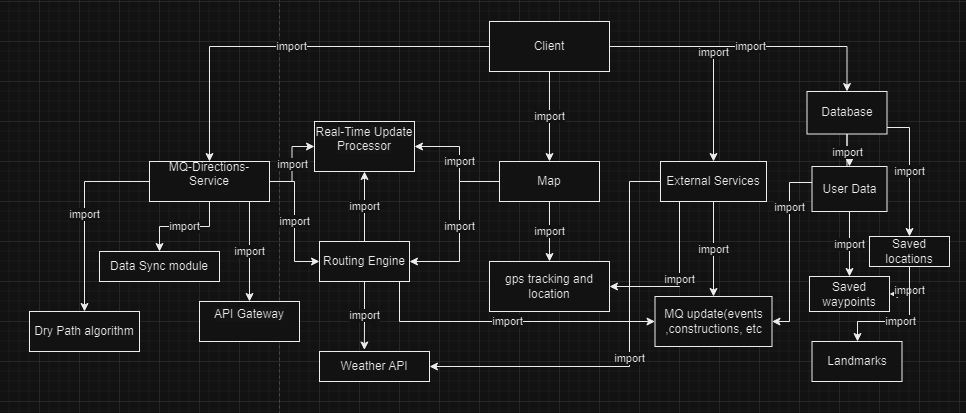 Client
import
import
import
import
import
Database
Real-Time Update
Processor
import
import
import
import
MQ-Directions-
Service
Map
External Services
User Data
import
import
import
import
import
import
import
import
import
import
import
Saved
locations
Data Sync module
Routing Engine
gps tracking and
location
Saved
waypoints
import
API Gateway
MQ update(events
,constructions, etc
import
import
import
Dry Path algorithm
Weather API
import
Landmarks